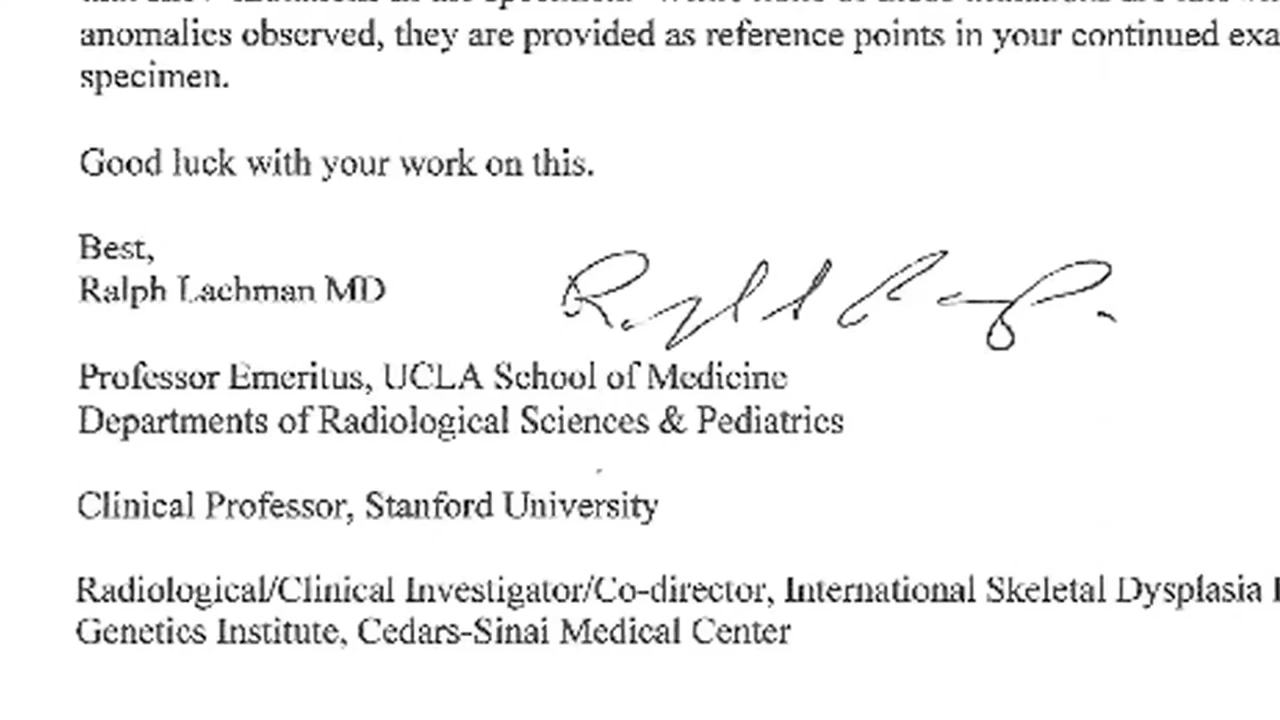 anomalies observed, they are provided as reference points in your continued exa
specimen.
Good luck with your work on this.
Best,
Ralph Lachman MD
Professor Emeritus, UCLA School of Medicine
Departments of Radiological Sciences & Pediatrics
Clinical Professor, Stanford University
Radiological/Clinical Investigator/Co-director, International Skeletal Dysplasia
Genetics Institute, Cedars-Sinai Medical Center